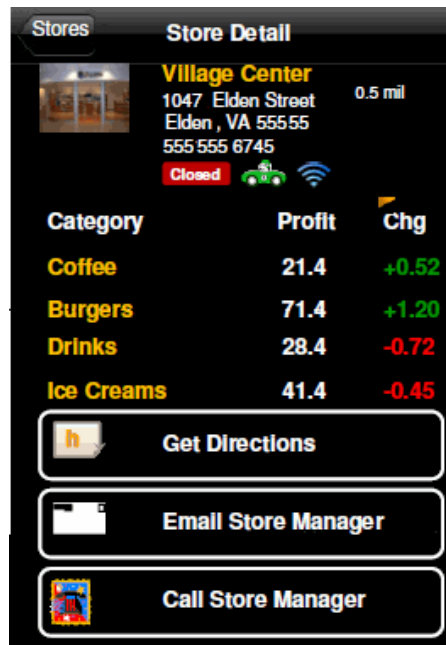 Stores
Store Detail
Village Center
1047 Elden Street
0.5 mil
Elden , VA 55555
555 555 6745
Closed
Category Profit Chg
Coffee 21.4 +0.52
Burgers 71.4 +1.20
Drinks 28.4 -0.72
Ice Creams 41.4 -0.45
h
Get Directions
Email Store Manager
Call Store Manager